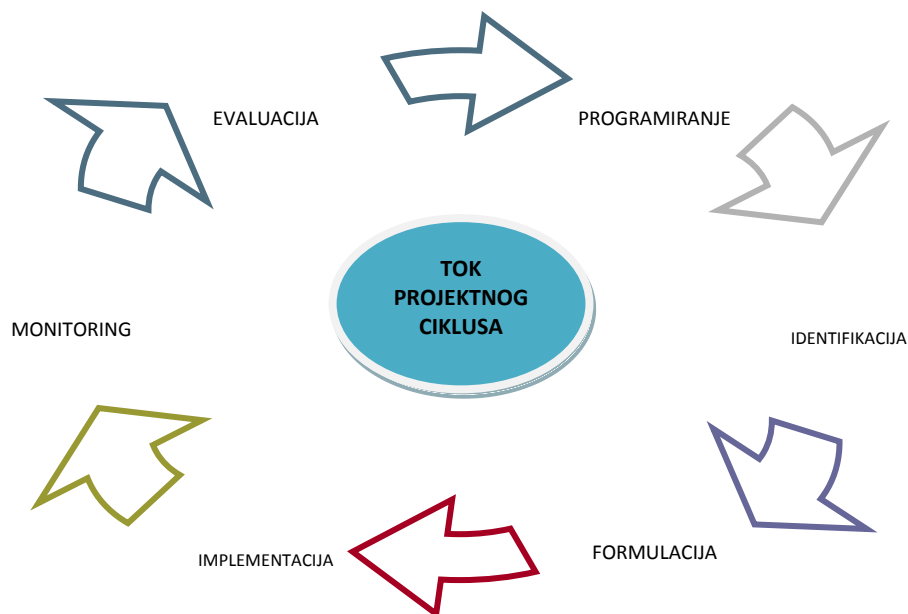 EVALUACIJA
PROGRAMIRANJE
TOK
PROJEKTNOG
CIKLUSA
MONITORING
IDENTIFIKACIJA
IMPLEMENTACIJA
FORMULACIJA